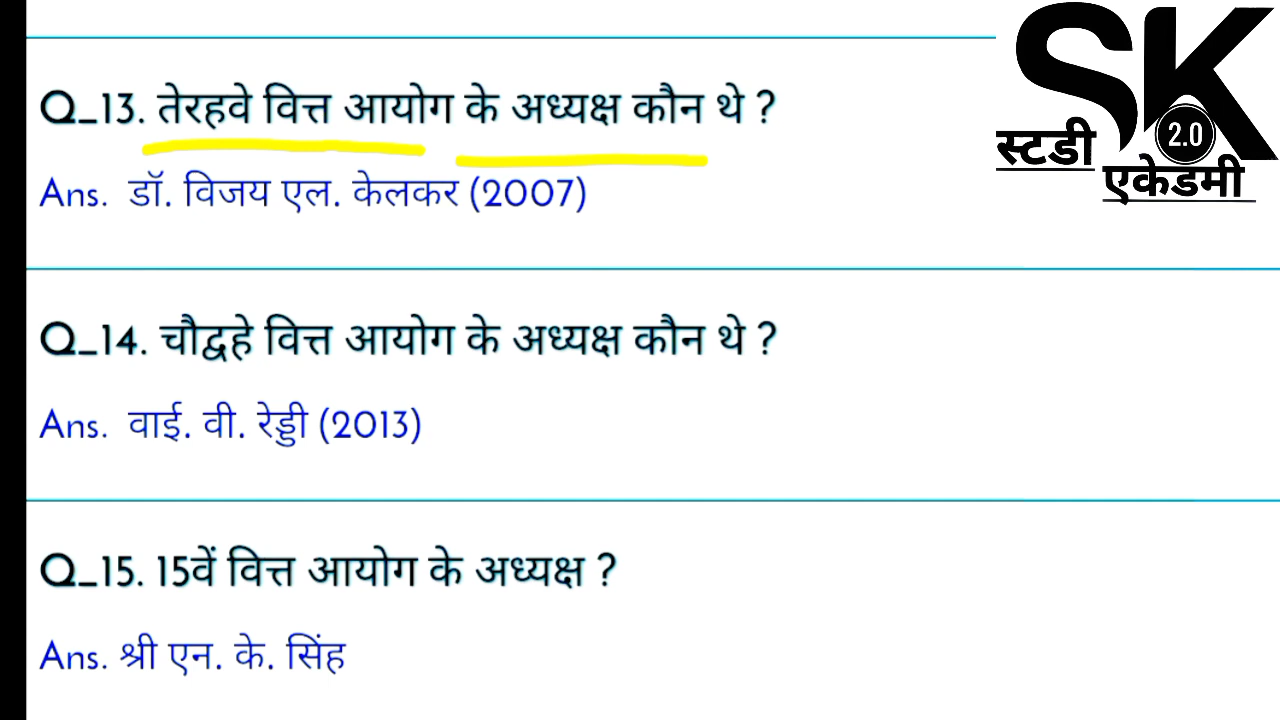 Q_13. तेरहवे वित्त आयोग के अध्यक्ष कौन थे ?
Ans. डॉ. विजय एल. केलकर (2007)
Q_14. चौद्वहे वित्त आयोग के अध्यक्ष कौन थे ?
Ans. वाई. वी. रेड्डी (2013)
Q_15. 15वें वित्त आयोग के अध्यक्ष ?
Ans. श्री एन. के. सिंह
SK
2.0
स्टडी
एकेडमी